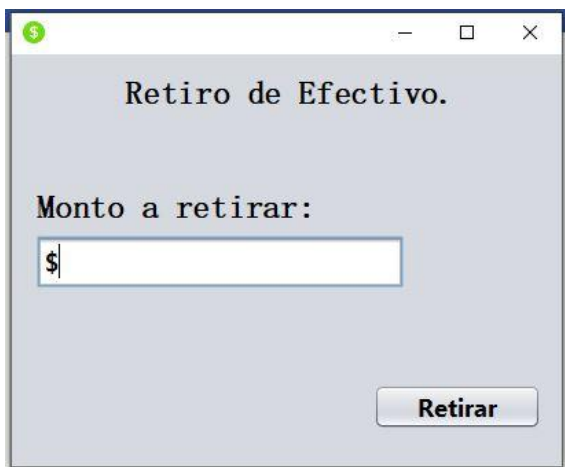 $
Retiro de Efectivo.
Monto a retirar:
$
Retirar